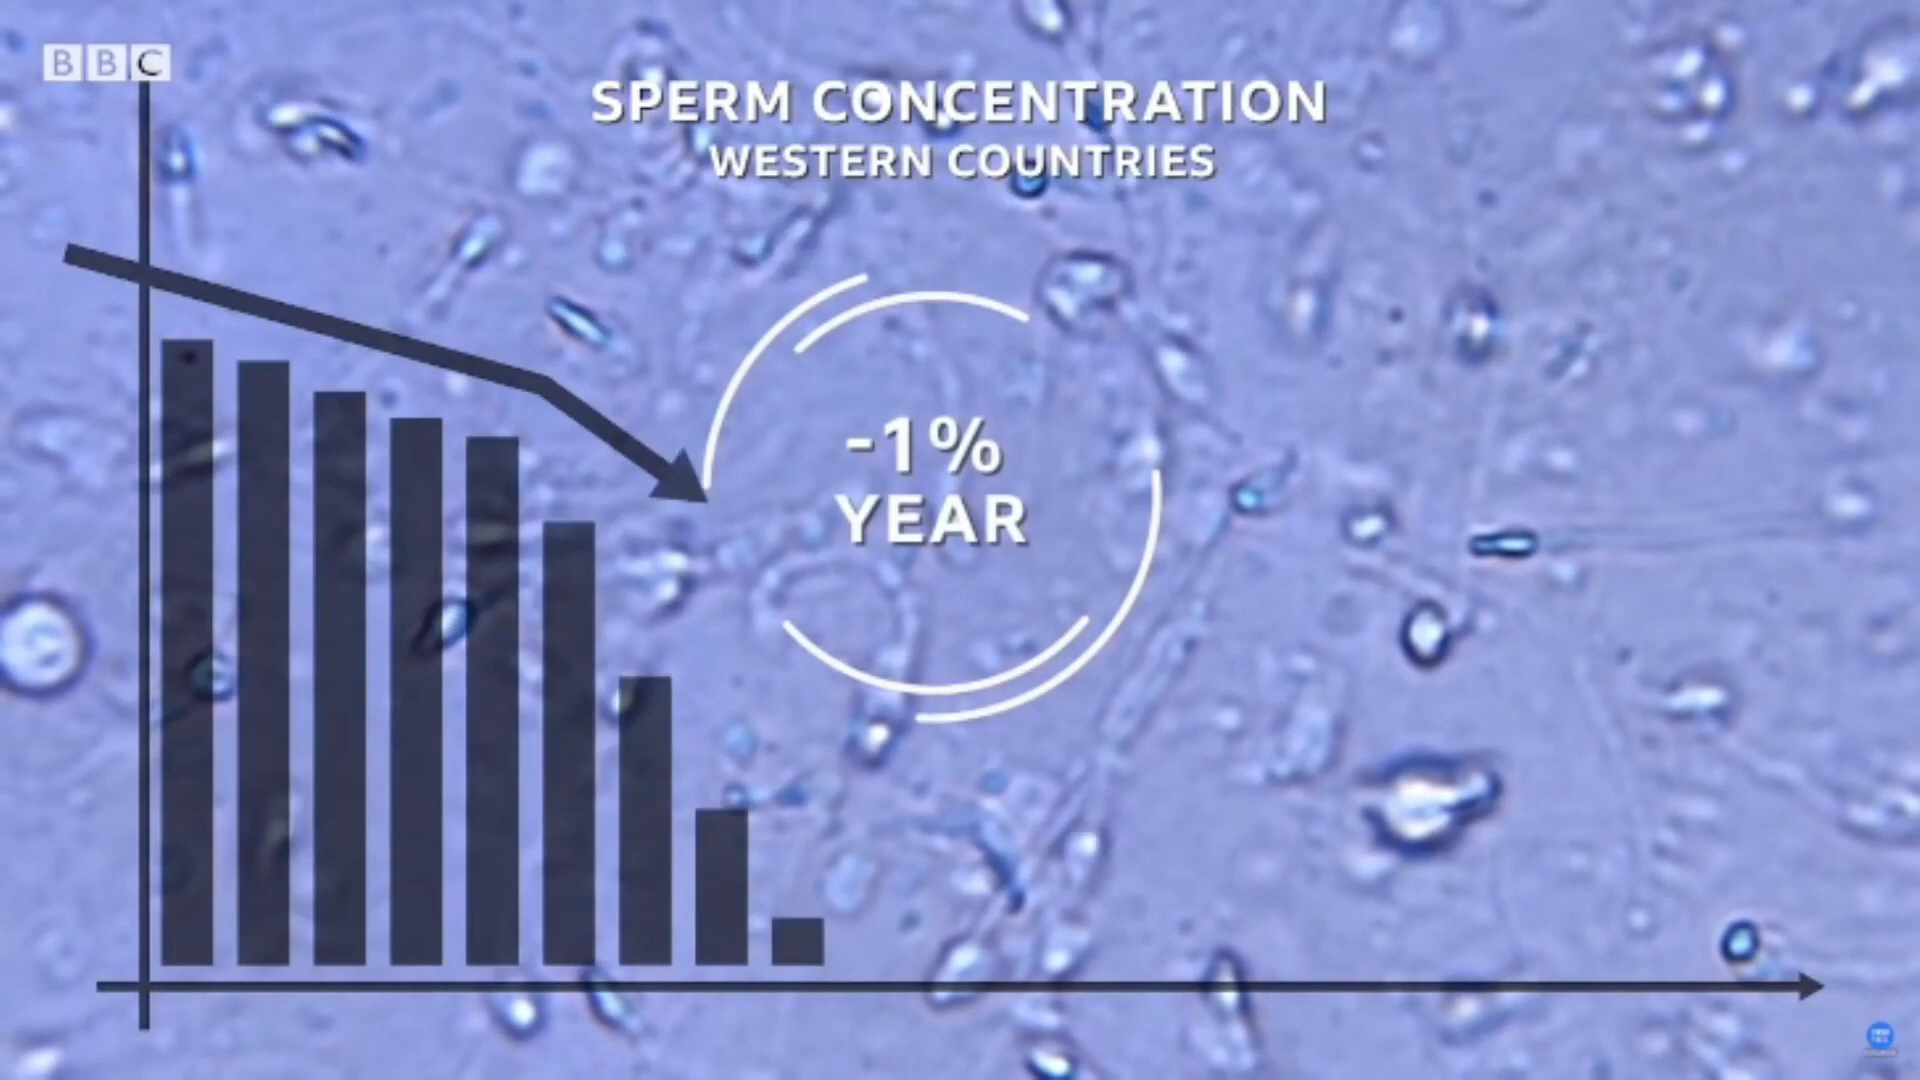 BBC
SPERM CONCENTRATION
WESTERN COUNTRIES
-1%
YEAR